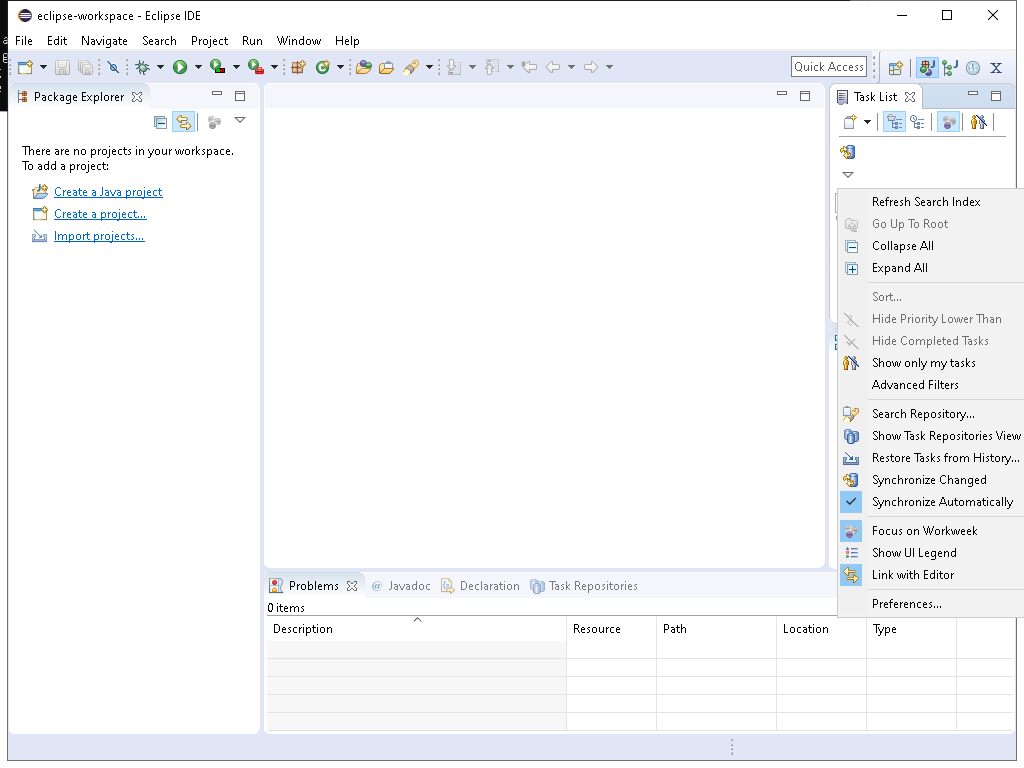 eclipse-workspace - Eclipse IDE
File Edit Navigate Search Project Run Window Help
Quick Access
Package Explorer
Task List
There are no projects in your workspace.
To add a project:
Create a Java project
Create a project...
Import projects...
Refresh Search Index
Go Up To Root
Collapse All
Expand All
Sort...
Hide Priority Lower Than
Hide Completed Tasks
Show only my tasks
Advanced Filters
Search Repository...
Show Task Repositories View
Restore Tasks from History...
Synchronize Changed
Synchronize Automatically
Focus on Workweek
Show UI Legend
Link with Editor
Preferences...
Problems @ Javadoc Declaration Task Repositories
0 items
Description Resource Path Location Type